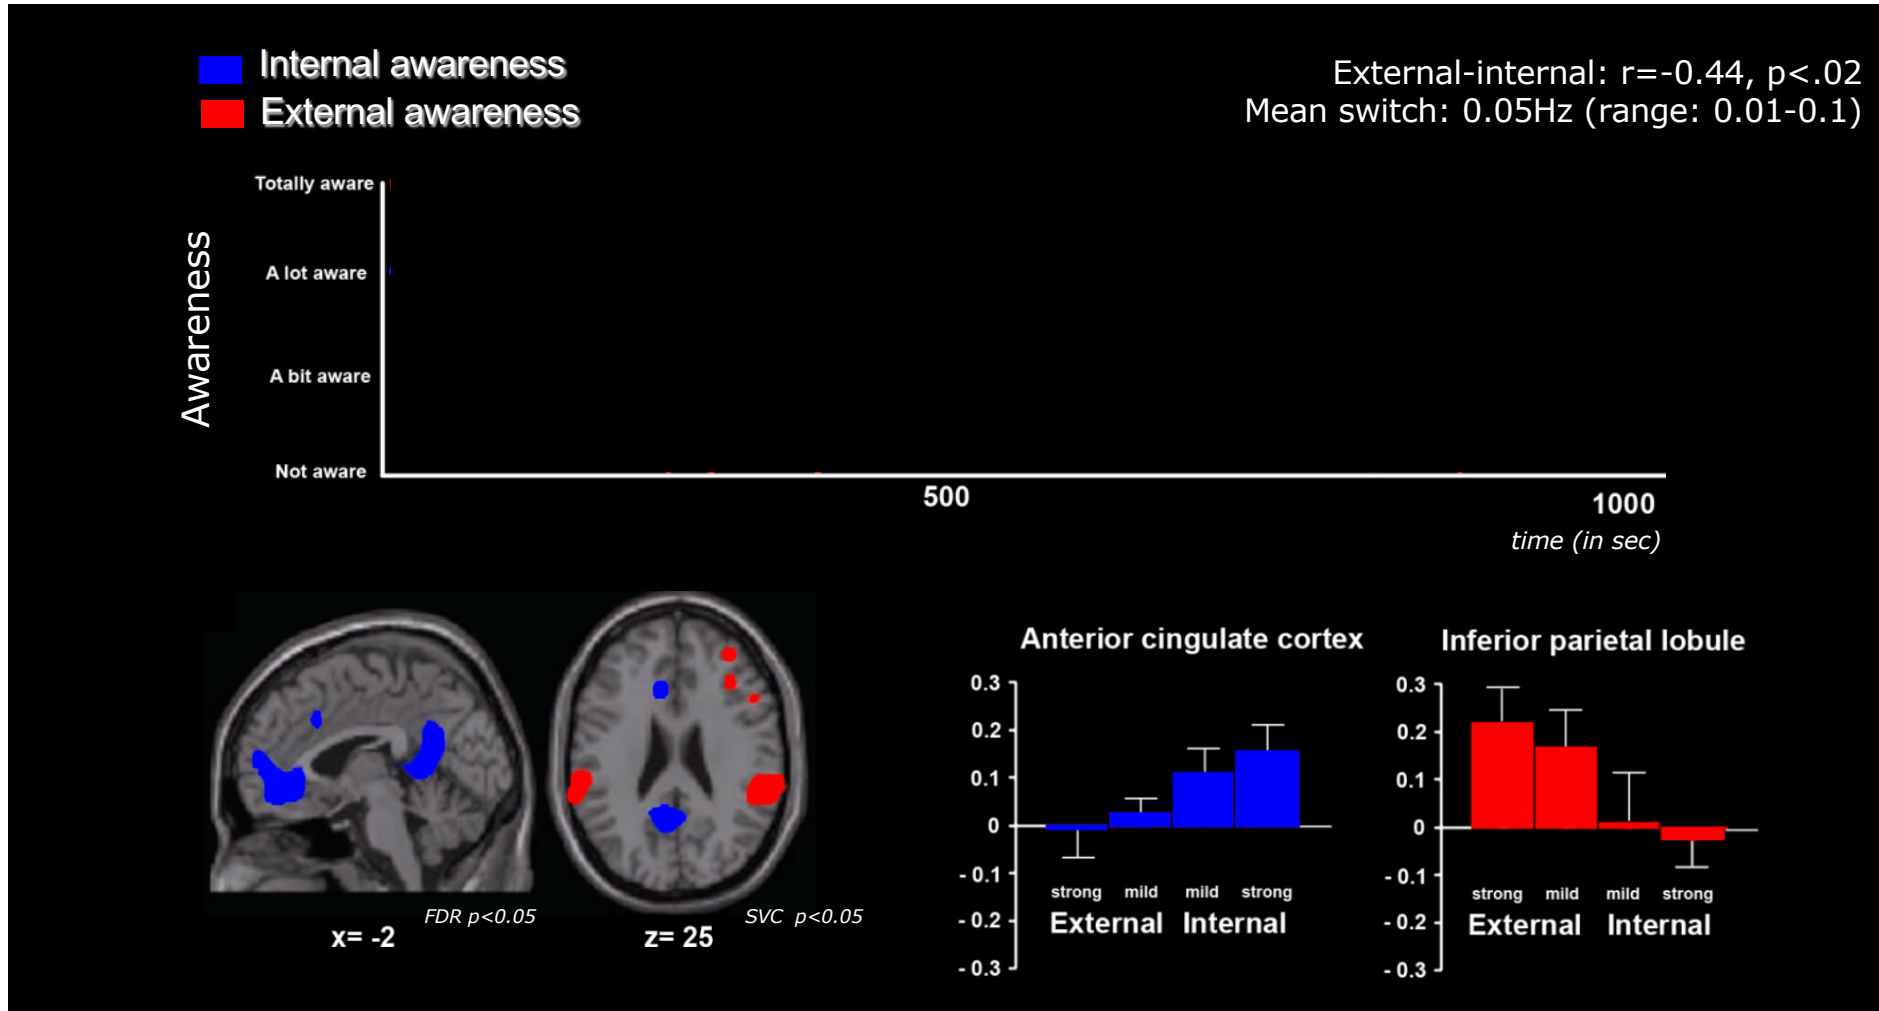 Internal awareness
External awareness
External-internal: r=-0.44, p<.02
Mean switch: 0.05Hz (range: 0.01-0.1)
Awareness
Totally aware
A lot aware
A bit aware
Not aware
500
1000
time (in sec)
FDR p<0.05
x= -2
SVC p<0.05
z= 25
Anterior cingulate cortex
0.3
0.2
0.1
0
- 0.1
- 0.2
- 0.3
strong mild mild strong
External Internal
Inferior parietal lobule
0.3
0.2
0.1
0
- 0.1
- 0.2
- 0.3
strong mild mild strong
External Internal